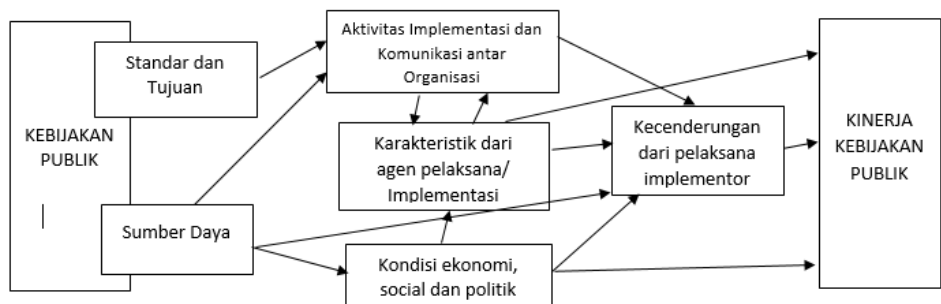 KEBIJAKAN
PUBLIK
Standar dan
Tujuan
Sumber Daya
Aktivitas Implementasi dan
Komunikasi antar
Organisasi
Karakteristik dari
agen pelaksana/
Implementasi
Kondisi ekonomi,
social dan politik
Kecenderungan
dari pelaksana
implementor
KINERJA
KEBIJAKAN
PUBLIK